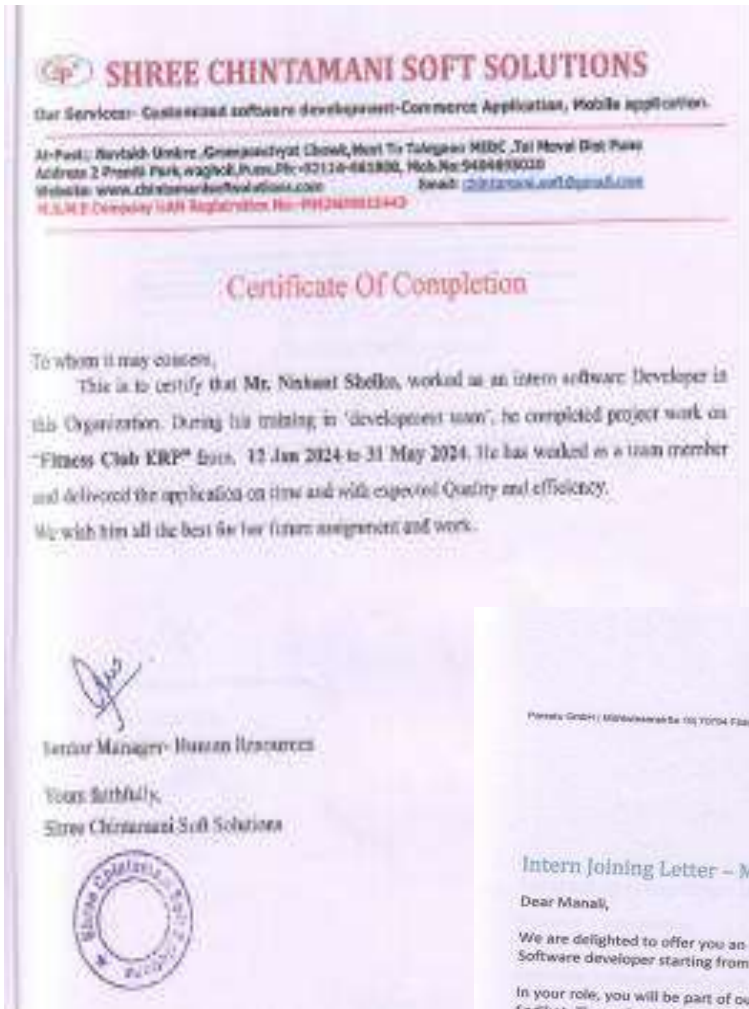 SHREE CHINTAMANI SOFT SOLUTIONS
Our Services:- Customized software development-Commerce Application, Mobile application.
Website: www.chintamanisoftsolutions.com Email: chintamani.soft@gmail.com
Certificate Of Completion
To whom it may concern,
This is to certify that Mr. Nishant Shelke, worked as an intern software Developer in
this Organization. During his training in 'development team', he completed project work on
"Fitness Club ERP" from, 12 Jan 2024 to 31 May 2024. He has worked as a team member
and delivered the application on time and with expected Quality and efficiency.
We wish him all the best for her future assignment and work.
Senior Manager- Human Resources
Yours faithfully,
Shree Chintamani Soft Solutions
Intern Joining Letter – M
Dear Manali,
We are delighted to offer you an
Software developer starting from
In your role, you will be part of ou